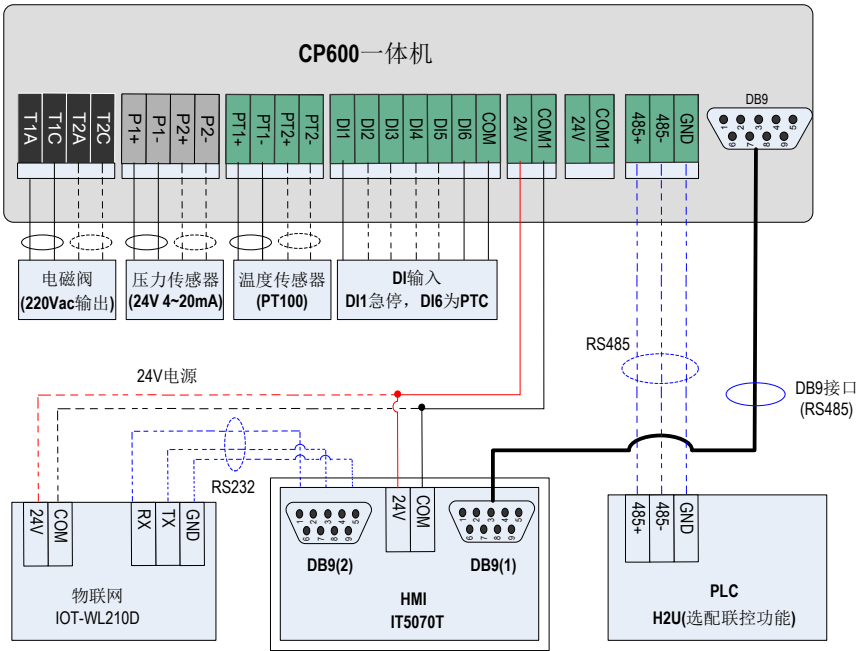 CP600一体机
T1A
T1C
T2A
T2C
P1+
P1-
P2+
P2-
PT1+
PT1-
PT2+
PT2-
DI1
DI2
DI3
DI4
DI5
DI6
COM
24V
COM1
24V
COM1
485+
485-
GND
DB9
1 2 3 4 5
6 7 8 9
电磁阀
(220Vac输出)
压力传感器
(24V 4~20mA)
温度传感器
(PT100)
DI输入
DI1急停，DI6为PTC
RS485
24V电源
DB9接口
(RS485)
RS232
24V
COM
RX
TX
GND
物联网
IOT-WL210D
1 2 3 4 5
6 7 8 9
DB9(2)
24V
COM
1 2 3 4 5
6 7 8 9
DB9(1)
HMI
IT5070T
485+
485-
GND
PLC
H2U(选配联控功能)